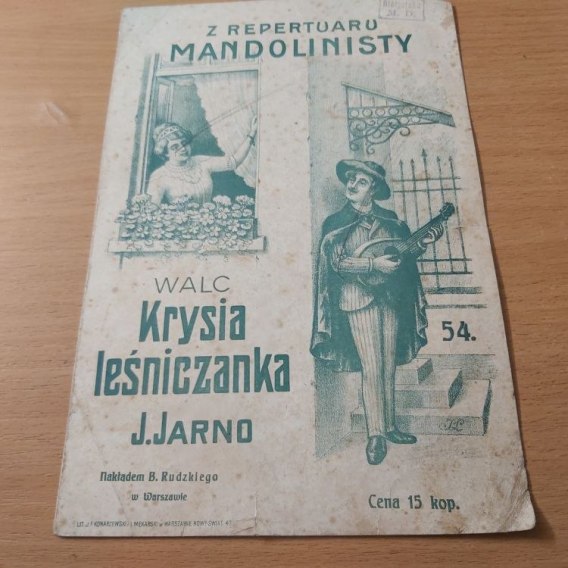 Z REPERTUARU
MANDOLINISTY
WALC
Krysia
leśniczanka
J. JARNO
54.
Nakładem B. Rudzkiego
w Warszawie
Cena 15 kop.